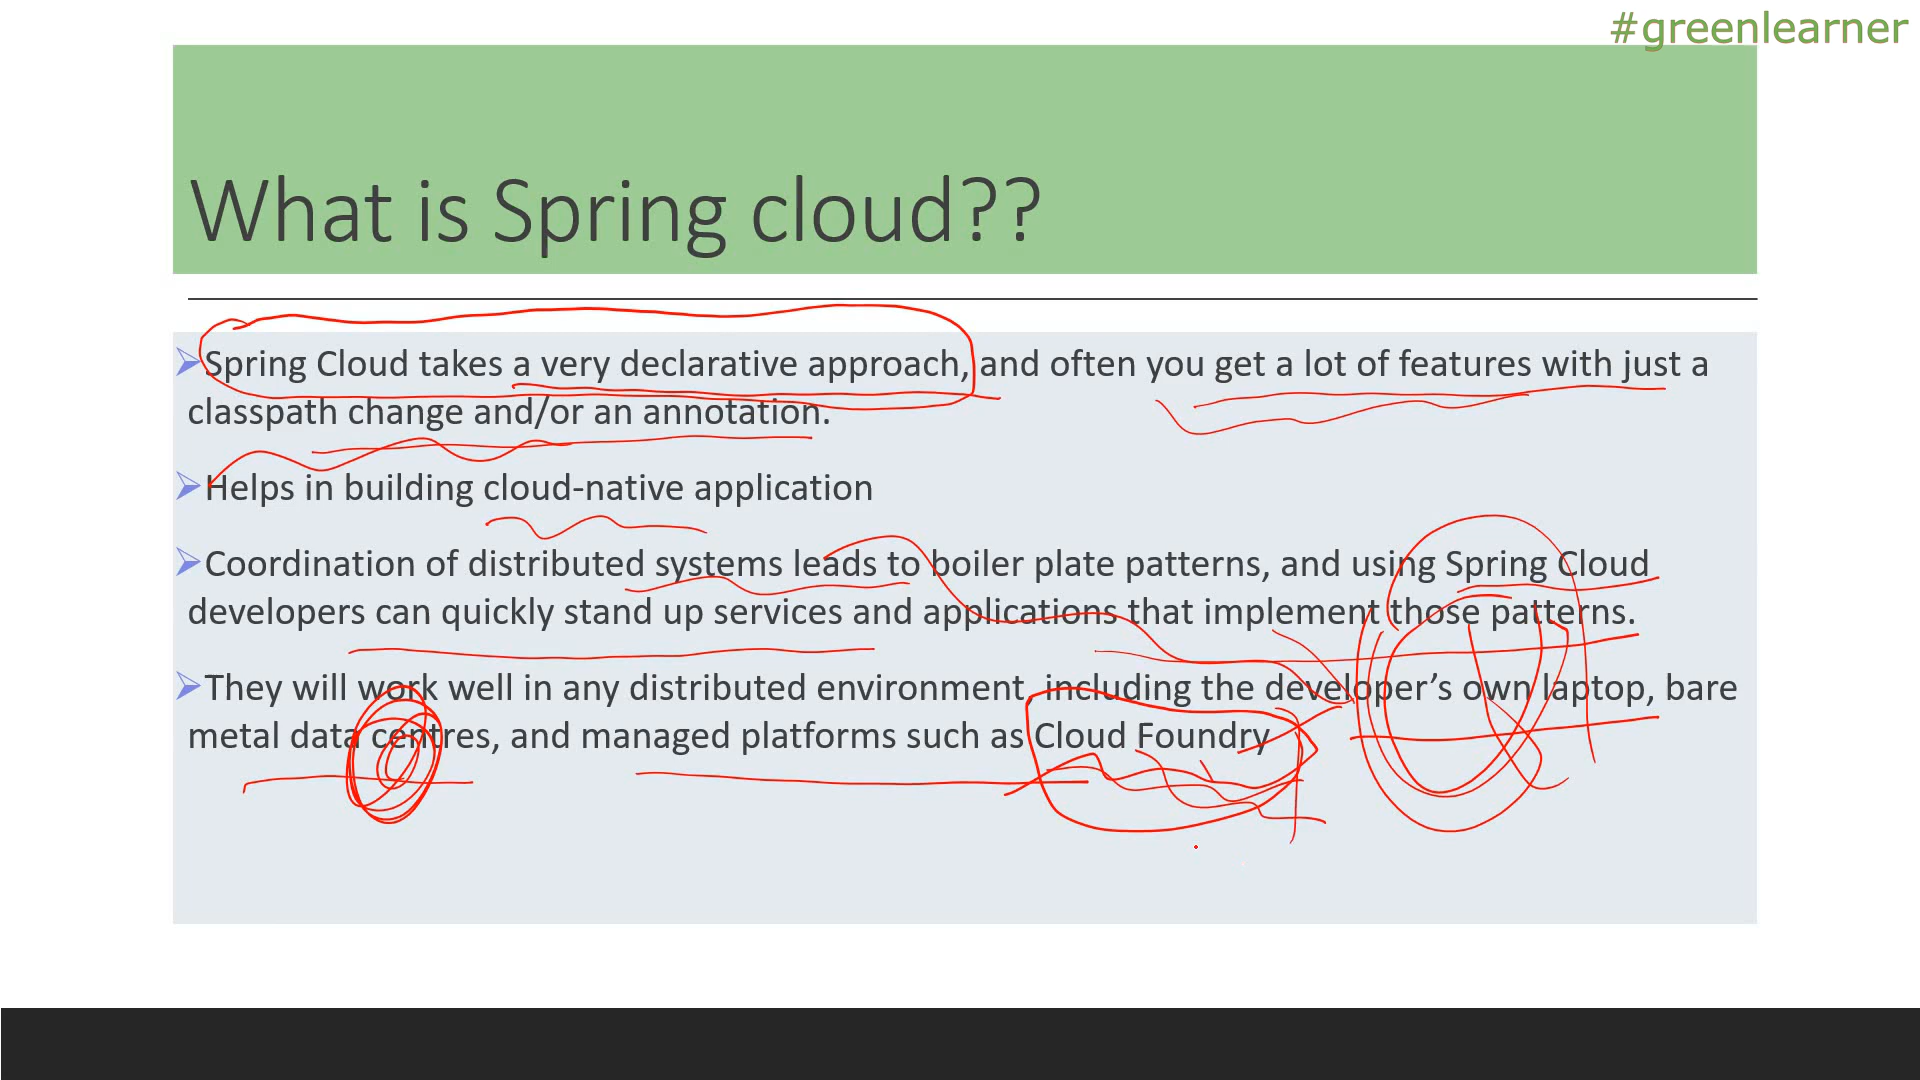 #greenlearner
What is Spring cloud??
Spring Cloud takes a very declarative approach, and often you get a lot of features with just a
classpath change and/or an annotation.
Helps in building cloud-native application
Coordination of distributed systems leads to boiler plate patterns, and using Spring Cloud
developers can quickly stand up services and applications that implement those patterns.
They will work well in any distributed environment, including the developer’s own laptop, bare
metal data centres, and managed platforms such as Cloud Foundry